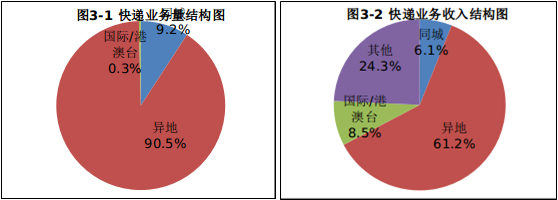 图3-1 快递业务量结构图
同城
9.2%
国际/港
澳台
0.3%
异地
90.5%
图3-2 快递业务收入结构图
同城
6.1%
其他
24.3%
国际/港
澳台
8.5%
异地
61.2%